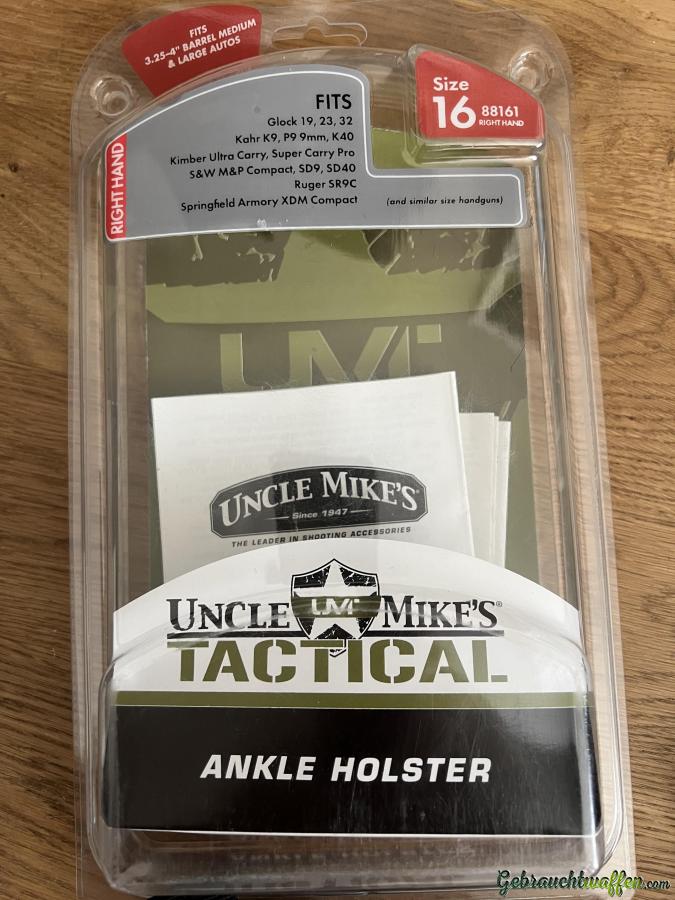 FITS
3.25-4" BARREL MEDIUM
& LARGE AUTOS
Size
16 88161
RIGHT HAND
RIGHT HAND
FITS
Glock 19, 23, 32
Kahr K9, P9 9mm, K40
Kimber Ultra Carry, Super Carry Pro
S&W M&P Compact, SD9, SD40
Ruger SR9C
Springfield Armory XDM Compact
(and similar size handguns)
UNCLE MIKE'S®
Since 1947
THE LEADER IN SHOOTING ACCESSORIES
UNCLE UMT MIKE'S®
TACTICAL
ANKLE HOLSTER
Gebrauchtwaffen.com